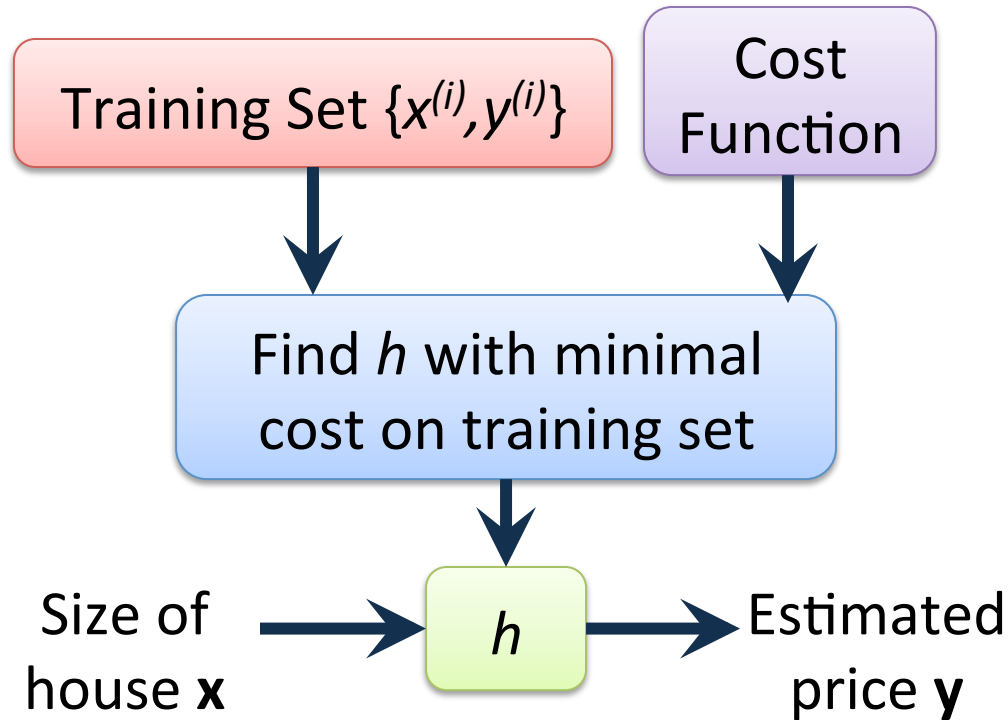 Training Set {x⁽ⁱ⁾,y⁽ⁱ⁾}
Cost
Function
Find h with minimal
cost on training set
Size of
house x
h
Estimated
price y